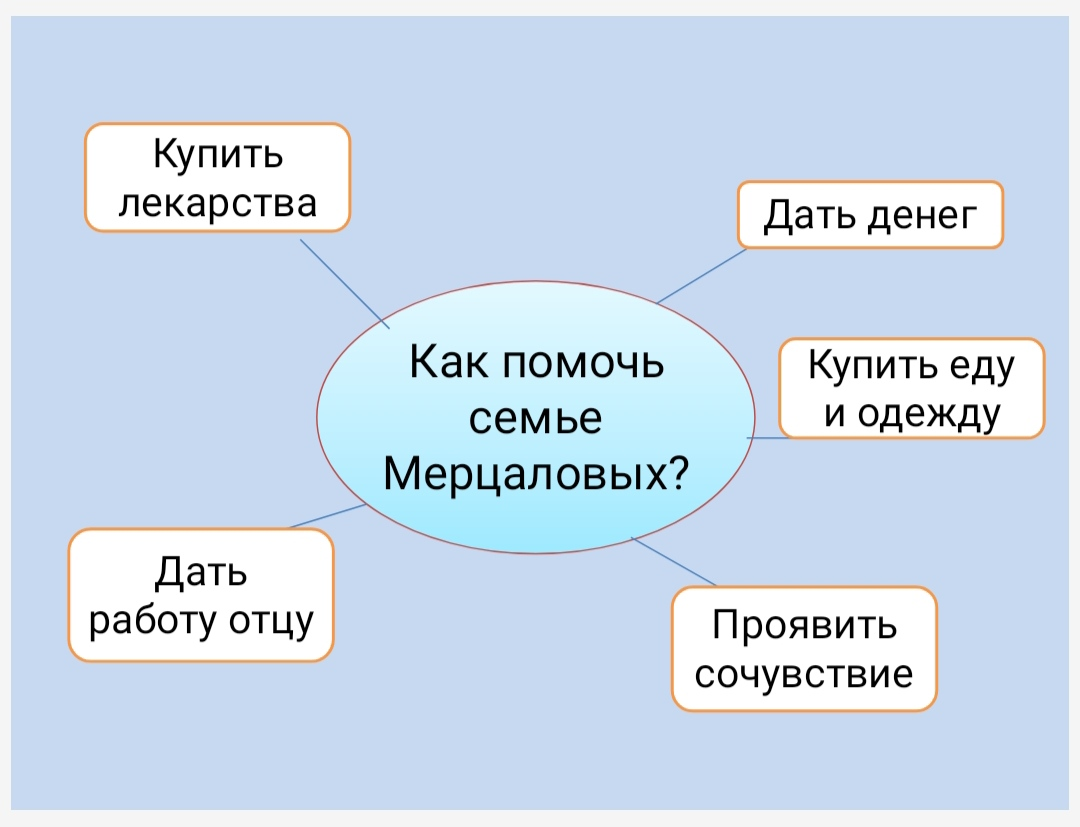 Купить
лекарства
Дать денег
Как помочь
семье
Мерцаловых?
Купить еду
и одежду
Дать
работу отцу
Проявить
сочувствие